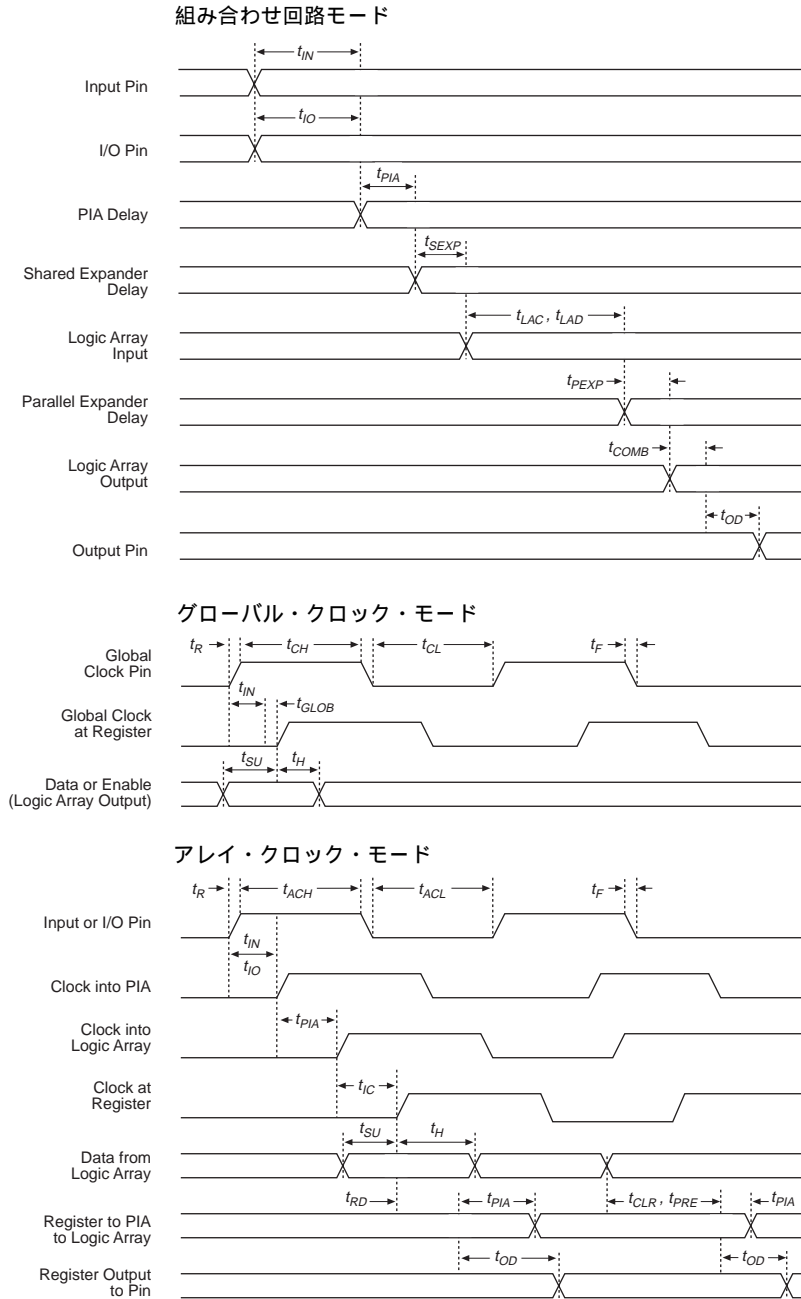 組み合わせ回路モード
tIN
Input Pin
tIO
I/O Pin
tPIA
PIA Delay
tSEXP
Shared Expander
Delay
tLAC , tLAD
Logic Array
Input
tPEXP
Parallel Expander
Delay
tCOMB
Logic Array
Output
tOD
Output Pin
グローバル・クロック・モード
tR tCH tCL tF
Global
Clock Pin
tIN tGLOB
Global Clock
at Register
tSU tH
Data or Enable
(Logic Array Output)
アレイ・クロック・モード
tR tACH tACL tF
Input or I/O Pin
tIN
tIO
Clock into PIA
tPIA
Clock into
Logic Array
tIC
Clock at
Register
tSU tH
Data from
Logic Array
tRD tPIA tCLR , tPRE tPIA
Register to PIA
to Logic Array
tOD tOD
Register Output
to Pin